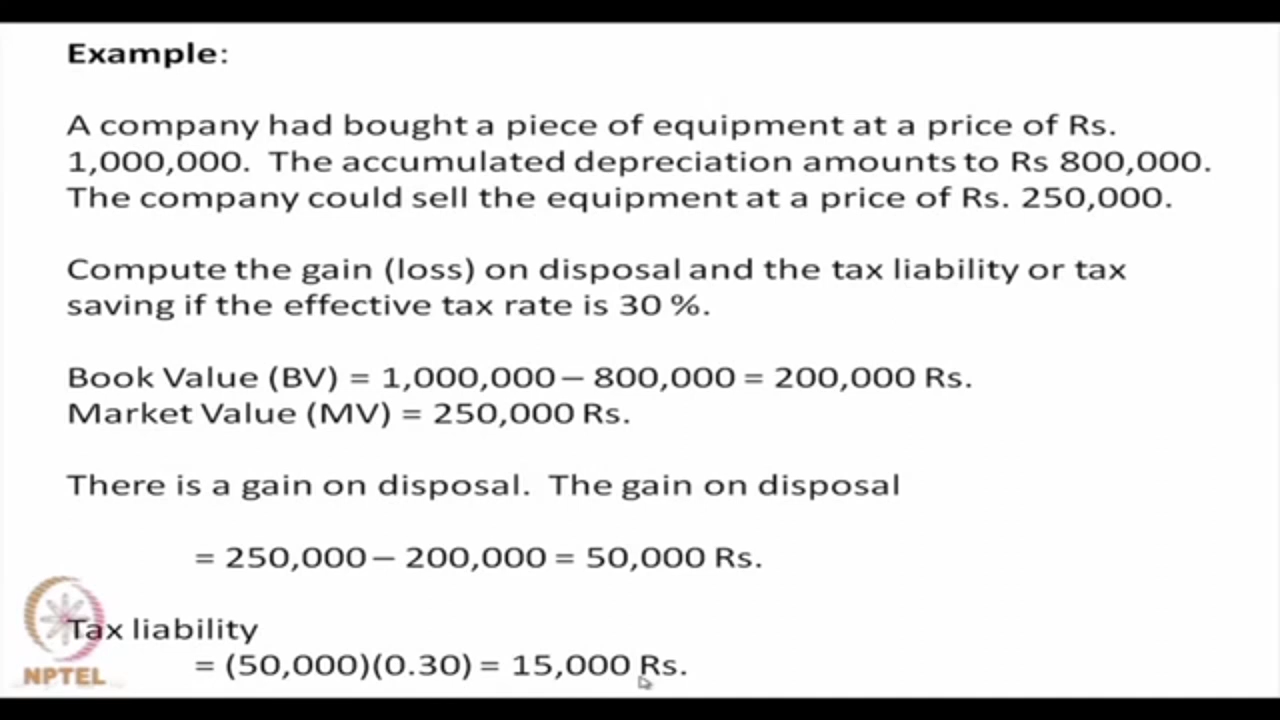 Example:
A company had bought a piece of equipment at a price of Rs.
1,000,000. The accumulated depreciation amounts to Rs 800,000.
The company could sell the equipment at a price of Rs. 250,000.
Compute the gain (loss) on disposal and the tax liability or tax
saving if the effective tax rate is 30 %.
Book Value (BV) = 1,000,000 – 800,000 = 200,000 Rs.
Market Value (MV) = 250,000 Rs.
There is a gain on disposal. The gain on disposal
= 250,000 – 200,000 = 50,000 Rs.
Tax liability
= (50,000)(0.30) = 15,000 Rs.
NPTEL